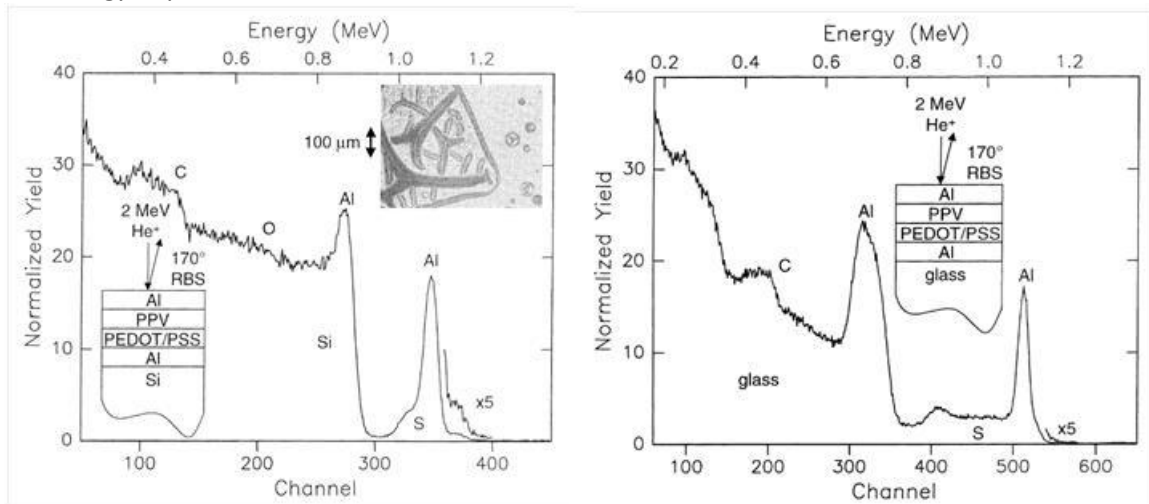 Energy (MeV)
0.4 0.6 0.8 1.0 1.2
40
30
20
10
0
Normalized Yield
100 μm
C
O
Al
Al
2 MeV
He⁺
170°
RBS
Al
PPV
PEDOT/PSS
Al
Si
Si
S
x5
100 200 300 400
Channel
Energy (MeV)
0.2 0.4 0.6 0.8 1.0 1.2
40
30
20
10
0
Normalized Yield
2 MeV
He⁺
170°
RBS
Al
PPV
PEDOT/PSS
Al
glass
Al
Al
C
glass
S
x5
100 200 300 400 500 600
Channel